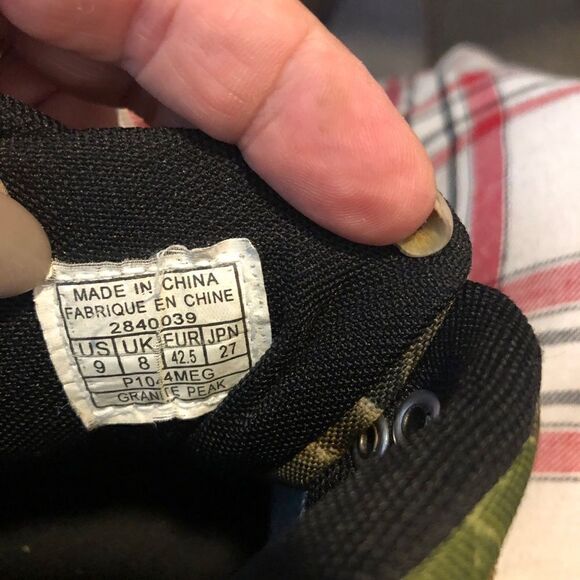 MADE IN CHINA
FABRIQUE EN CHINE
2840039
US UK EUR JPN
9 8 42.5 27
GRANITE PEAK